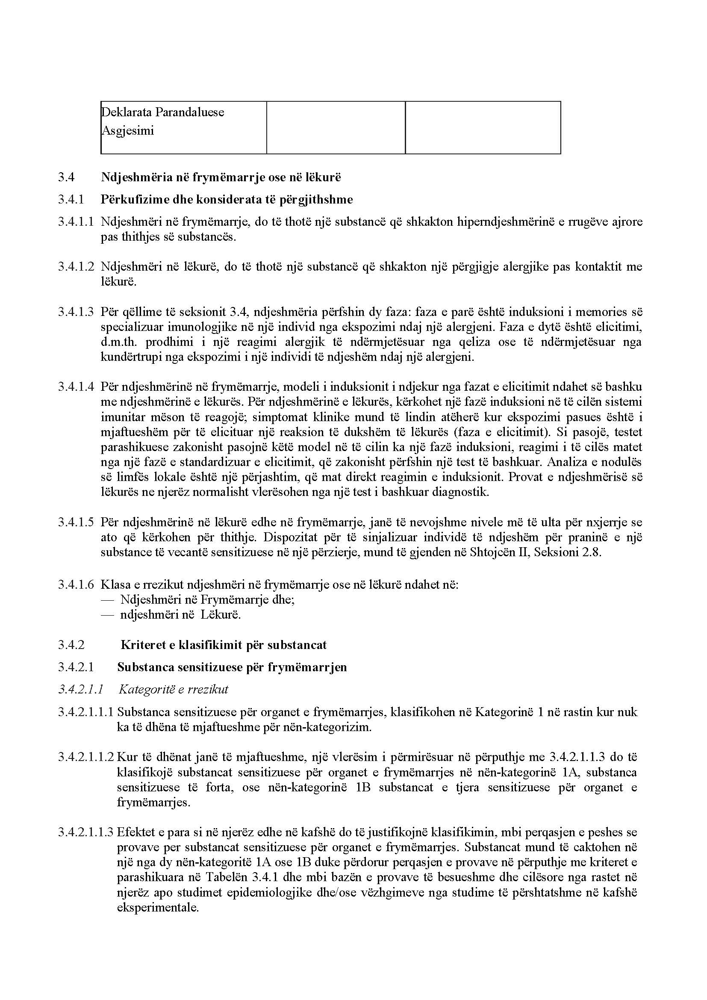 Deklarata Parandaluese
Asgjesimi
3.4 Ndjeshmëria në frymëmarrje ose në lëkurë
3.4.1 Përkufizime dhe konsiderata të përgjithshme
3.4.1.1 Ndjeshmëri në frymëmarrje, do të thotë një substancë që shkakton hiperndjeshmërinë e rrugëve ajrore
pas thithjes së substancës.
3.4.1.2 Ndjeshmëri në lëkurë, do të thotë një substancë që shkakton një përgjigje alergjike pas kontaktit me
lëkurë.
3.4.1.3 Për qëllime të seksionit 3.4, ndjeshmëria përfshin dy faza: faza e parë është induksioni i memories së
specializuar imunologjike në një individ nga ekspozimi ndaj një alergjeni. Faza e dytë është elicitimi,
d.m.th. prodhimi i një reagimi alergjik të ndërmjetësuar nga qeliza ose të ndërmjetësuar nga
kundërtrupi nga ekspozimi i një individi të ndjeshëm ndaj një alergjeni.
3.4.1.4 Për ndjeshmërinë në frymëmarrje, modeli i induksionit i ndjekur nga fazat e elicitimit ndahet së bashku
me ndjeshmërinë e lëkurës. Për ndjeshmërinë e lëkurës, kërkohet një fazë induksioni në të cilën sistemi
imunitar mëson të reagojë; simptomat klinike mund të lindin atëherë kur ekspozimi pasues është i
mjaftueshëm për të elicituar një reaksion të dukshëm të lëkurës (faza e elicitimit). Si pasojë, testet
parashikuese zakonisht pasojnë këtë model në të cilin ka një fazë induksioni, reagimi i të cilës matet
nga një fazë e standardizuar e elicitimit, që zakonisht përfshin një test të bashkuar. Analiza e nodulës
së limfës lokale është një përjashtim, që mat direkt reagimin e induksionit. Provat e ndjeshmërisë së
lëkurës ne njerëz normalisht vlerësohen nga një test i bashkuar diagnostik.
3.4.1.5 Për ndjeshmërinë në lëkurë edhe në frymëmarrje, janë të nevojshme nivele më të ulta për nxjerrje se
ato që kërkohen për thithje. Dispozitat për të sinjalizuar individë të ndjeshëm për praninë e një
substance të vecantë sensitizuese në një përzierje, mund të gjenden në Shtojcën II, Seksioni 2.8.
3.4.1.6 Klasa e rrezikut ndjeshmëri në frymëmarrje ose në lëkurë ndahet në:
— Ndjeshmëri në Frymëmarrje dhe;
— ndjeshmëri në Lëkurë.
3.4.2 Kriteret e klasifikimit për substancat
3.4.2.1 Substanca sensitizuese për frymëmarrjen
3.4.2.1.1 Kategoritë e rrezikut
3.4.2.1.1.1 Substanca sensitizuese për organet e frymëmarrjes, klasifikohen në Kategorinë 1 në rastin kur nuk
ka të dhëna të mjaftueshme për nën-kategorizim.
3.4.2.1.1.2 Kur të dhënat janë të mjaftueshme, një vlerësim i përmirësuar në përputhje me 3.4.2.1.1.3 do të
klasifikojë substancat sensitizuese për organet e frymëmarrjes në nën-kategorinë 1A, substanca
sensitizuese të forta, ose nën-kategorinë 1B substancat e tjera sensitizuese për organet e
frymëmarrjes.
3.4.2.1.1.3 Efektet e para si në njerëz edhe në kafshë do të justifikojnë klasifikimin, mbi perqasjen e peshes se
provave per substancat sensitizuese për organet e frymëmarrjes. Substancat mund të caktohen në
një nga dy nën-kategoritë 1A ose 1B duke përdorur perqasjen e provave në përputhje me kriteret e
parashikuara në Tabelën 3.4.1 dhe mbi bazën e provave të besueshme dhe cilësore nga rastet në
njerëz apo studimet epidemiologjike dhe/ose vëzhgimeve nga studime të përshtatshme në kafshë
eksperimentale.